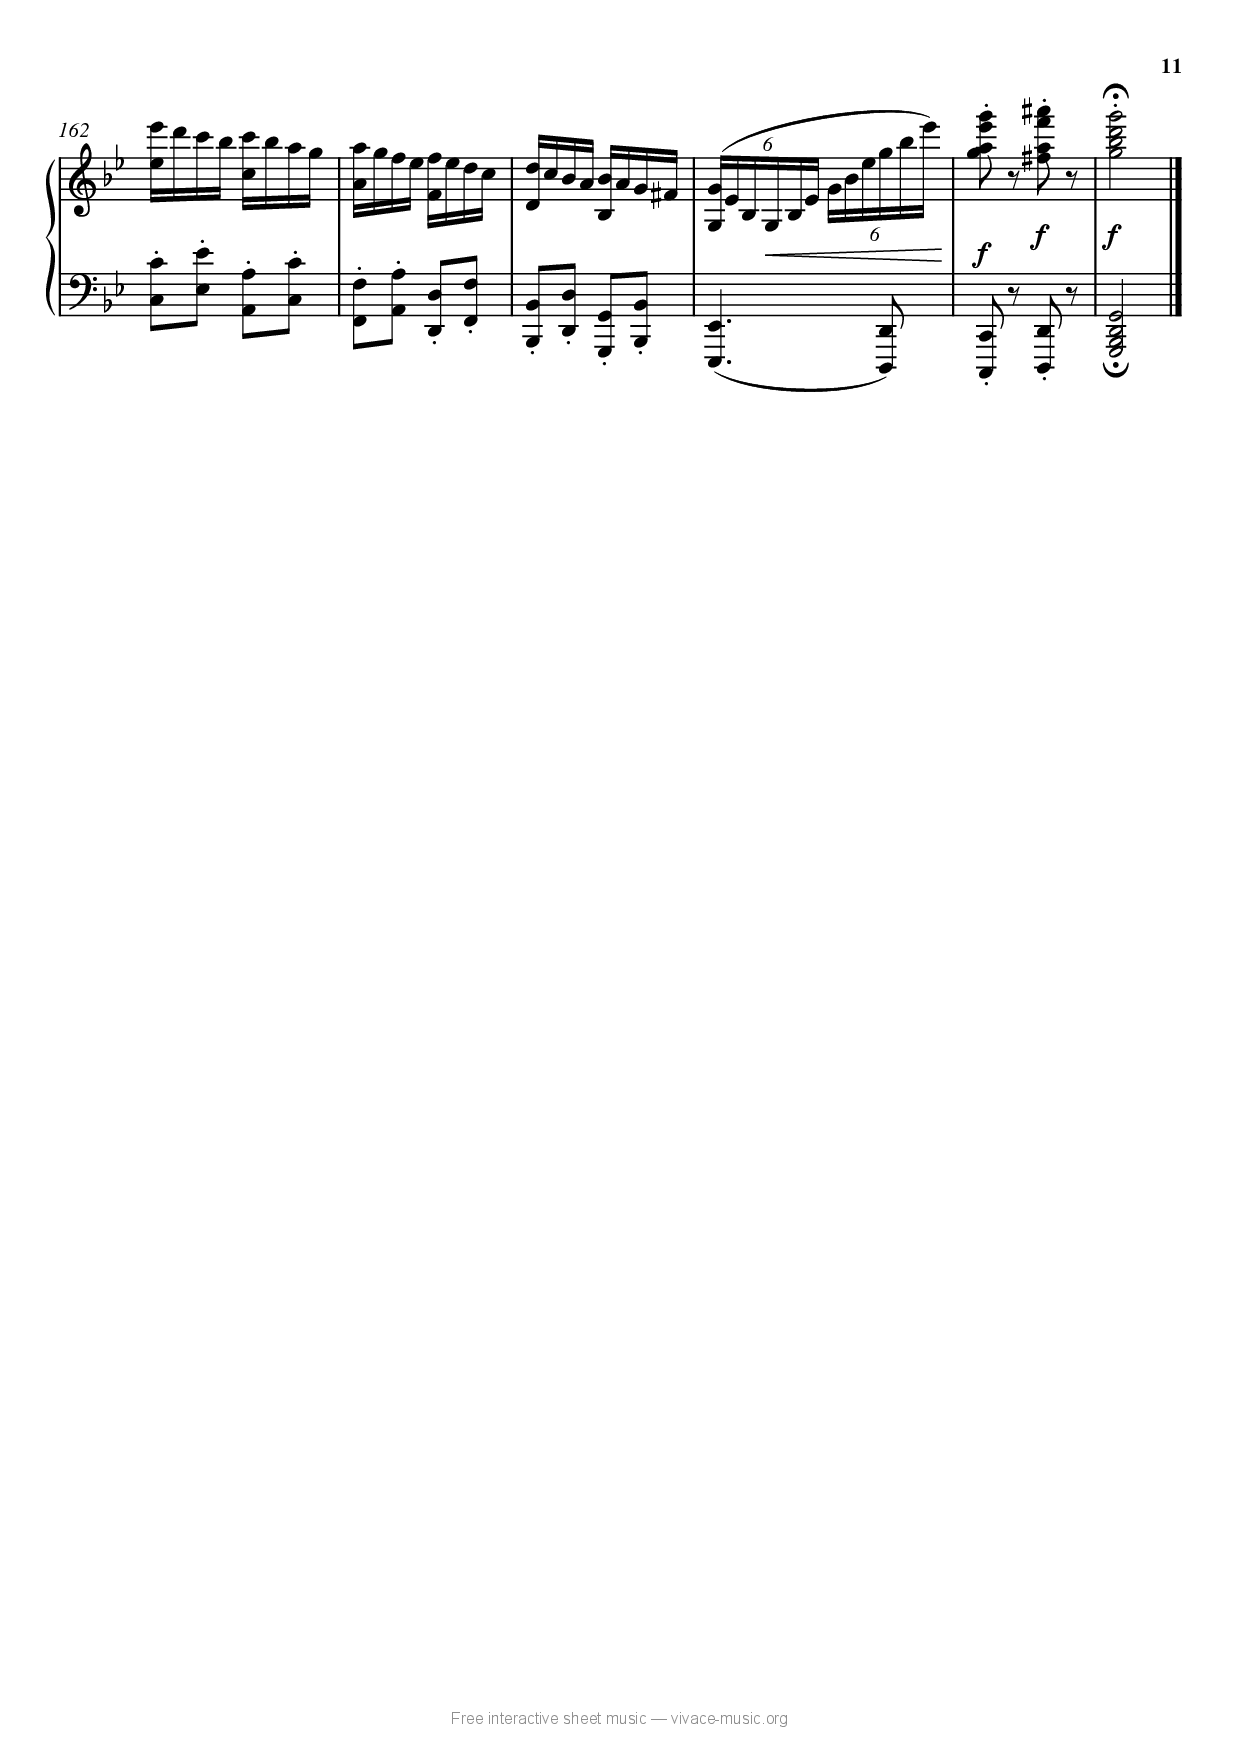 11
162
6
6
f
f
f
Free interactive sheet music — vivace-music.org